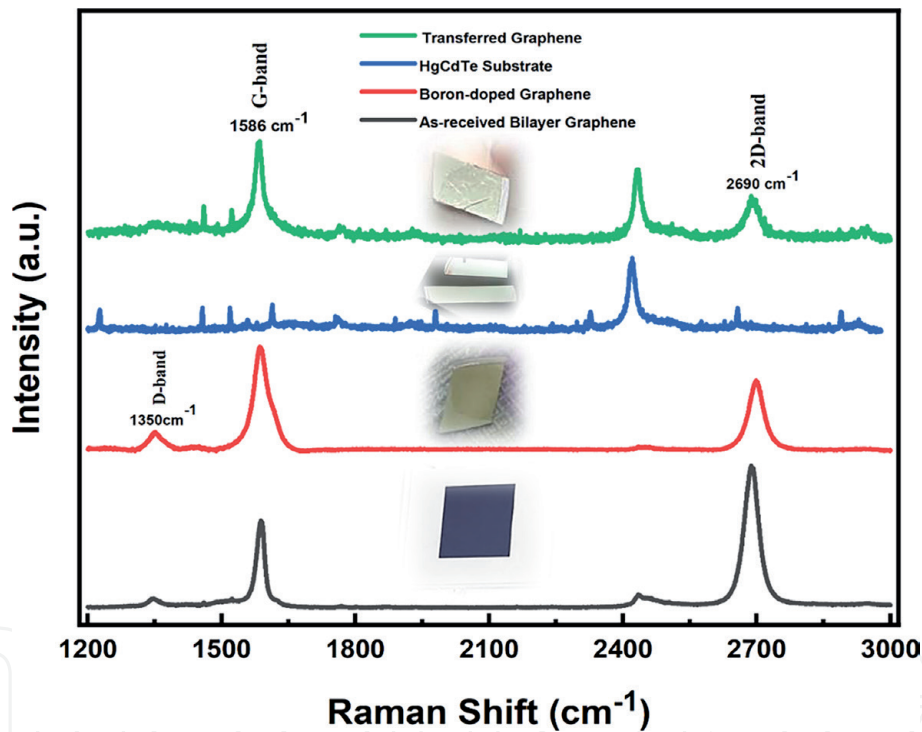 Transferred Graphene
HgCdTe Substrate
Boron-doped Graphene
As-received Bilayer Graphene
G-band
1586 cm⁻¹
2D-band
2690 cm⁻¹
D-band
1350cm⁻¹
Intensity (a.u.)
1200 1500 1800 2100 2400 2700 3000
Raman Shift (cm⁻¹)